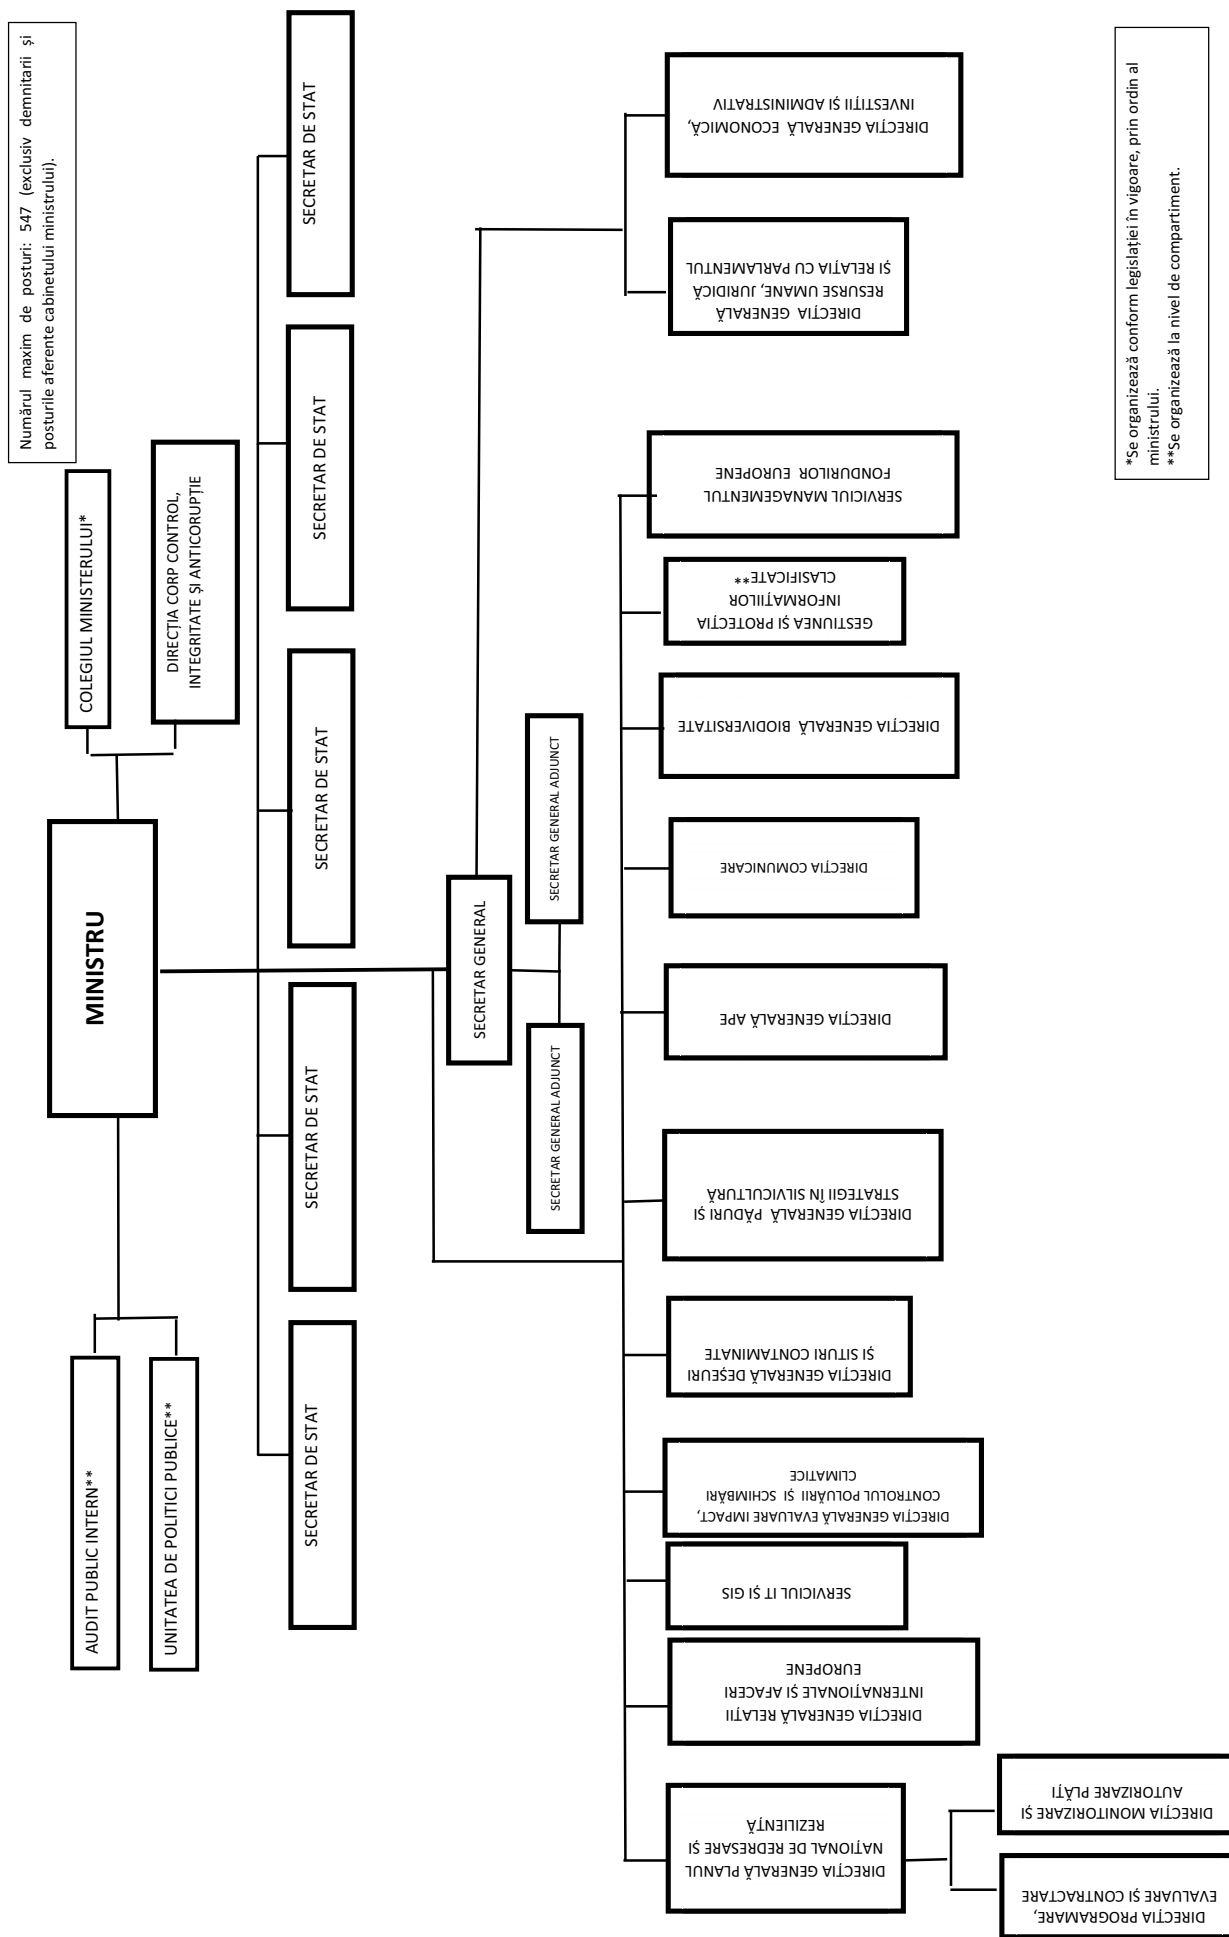 Numărul maxim de posturi: 547 (exclusiv demnitarii și
posturile aferente cabinetului ministrului).
COLEGIUL MINISTERULUI*
DIRECȚIA CORP CONTROL,
INTEGRITATE ȘI ANTICORUPȚIE
MINISTRU
AUDIT PUBLIC INTERN**
UNITATEA DE POLITICI PUBLICE**
SECRETAR DE STAT
SECRETAR DE STAT
SECRETAR DE STAT
SECRETAR DE STAT
SECRETAR DE STAT
SECRETAR GENERAL
SECRETAR GENERAL ADJUNCT
SECRETAR GENERAL ADJUNCT
DIRECȚIA GENERALĂ PLANUL
NAȚIONAL DE REDRESARE ȘI
REZILIENȚĂ
DIRECȚIA GENERALĂ RELAȚII
INTERNAȚIONALE ȘI AFACERI
EUROPENE
SERVICIUL IT ȘI GIS
DIRECȚIA GENERALĂ EVALUARE IMPACT,
CONTROLUL POLUĂRII ȘI SCHIMBĂRI
CLIMATICE
DIRECȚIA GENERALĂ DEȘEURI
ȘI SITURI CONTAMINATE
DIRECȚIA GENERALĂ PĂDURI ȘI
STRATEGII ÎN SILVICULTURĂ
DIRECȚIA GENERALĂ APE
DIRECȚIA COMUNICARE
DIRECȚIA GENERALĂ BIODIVERSITATE
GESTIUNEA ȘI PROTECȚIA
INFORMAȚIILOR
CLASIFICATE**
SERVICIUL MANAGEMENTUL
FONDURILOR EUROPENE
DIRECȚIA GENERALĂ
RESURSE UMANE, JURIDICĂ
ȘI RELAȚIA CU PARLAMENTUL
DIRECȚIA GENERALĂ ECONOMICĂ,
INVESTIȚII ȘI ADMINISTRATIV
DIRECȚIA PROGRAMARE,
EVALUARE ȘI CONTRACTARE
DIRECȚIA MONITORIZARE ȘI
AUTORIZARE PLĂȚI
*Se organizează conform legislației în vigoare, prin ordin al
ministrului.
**Se organizează la nivel de compartiment.